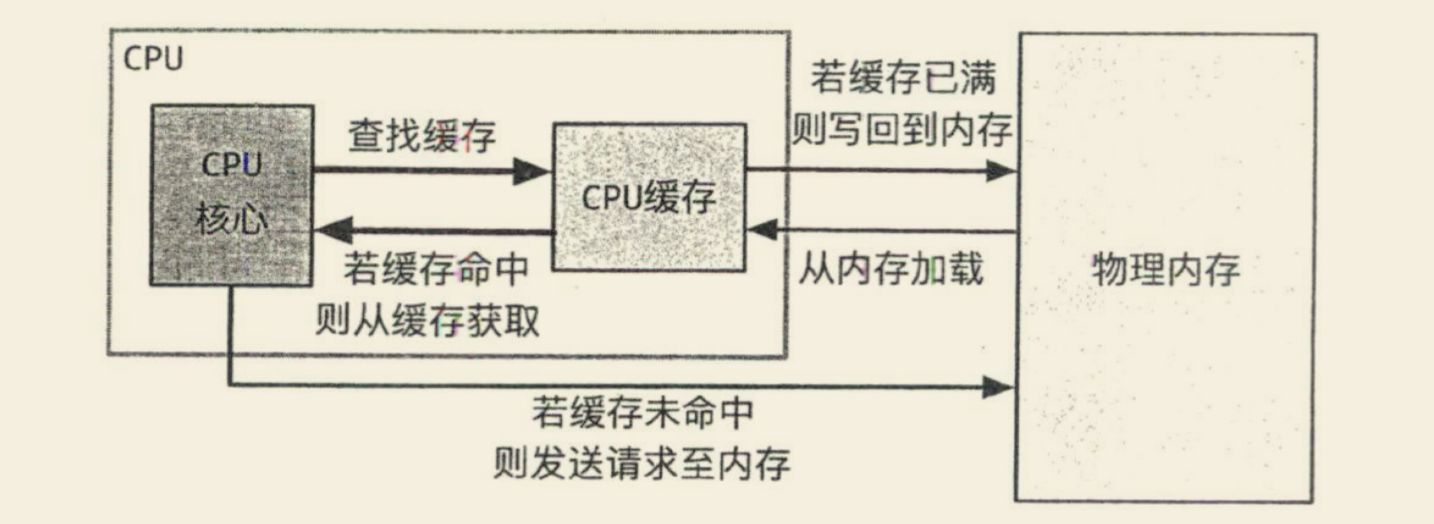 CPU
CPU
核心
查找缓存
若缓存命中
则从缓存获取
CPU缓存
若缓存已满
则写回到内存
从内存加载
物理内存
若缓存未命中
则发送请求至内存